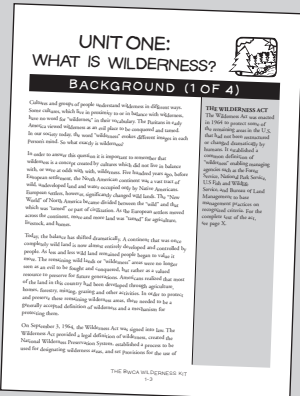 UNIT ONE:
WHAT IS WILDERNESS?
BACKGROUND (1 OF 4)
Cultures and groups of people understand wilderness in different ways.
Some cultures, which live in proximity to or in balance with wilderness,
have no word for "wilderness" in their vocabulary. The Puritans in early
America viewed wilderness as an evil place to be conquered and tamed.
In our society today, the word "wilderness" evokes different images in each
person's mind. So what exactly is wilderness?
In order to answer this question it is important to remember that
wilderness is a concept created by cultures which did not live in balance
with, or were at odds with, wilderness. Five hundred years ago, before
European settlement, the North American continent was a vast tract of
wild, undeveloped land and waters occupied only by Native Americans.
European settlers, however, significantly changed wild lands. The "New
World" of North America became divided between the "wild" and that
which was "tamed" or part of civilization. As the European settlers moved
across the continent, more and more land was "tamed" for agriculture,
livestock, and homes.
Today, the balance has shifted dramatically. A continent that was once
completely wild land is now almost entirely developed and controlled by
people. As less and less wild land remained people began to value it
more. The remaining wild lands or "wilderness" areas were no longer
seen as an evil to be fought and conquered, but rather as a valued
resource to preserve for future generations. Americans realized that most
of the land in this country had been developed through agriculture,
homes, forestry, mining, grazing and other activities. In order to protect
and preserve these remaining wilderness areas, there needed to be a
generally accepted definition of wilderness and a mechanism for
protecting them.
On September 3, 1964, the Wilderness Act was signed into law. The
Wilderness Act provided a legal definition of wilderness, created the
National Wilderness Preservation System, established a process to be
used for designating wilderness areas, and set provisions for the use of
THE WILDERNESS ACT
The Wilderness Act was enacted
in 1964 to protect some of
the remaining areas in the U.S.
that had not been restructured
or changed dramatically by
humans. It established a
common definition of
"wilderness" enabling managing
agencies such as the Forest
Service, National Park Service,
US Fish and Wildlife
Service, and Bureau of Land
Management to base
management practices on
recognized criteria. For the
complete text of the act,
see page X.
THE BWCA WILDERNESS KIT
1-3